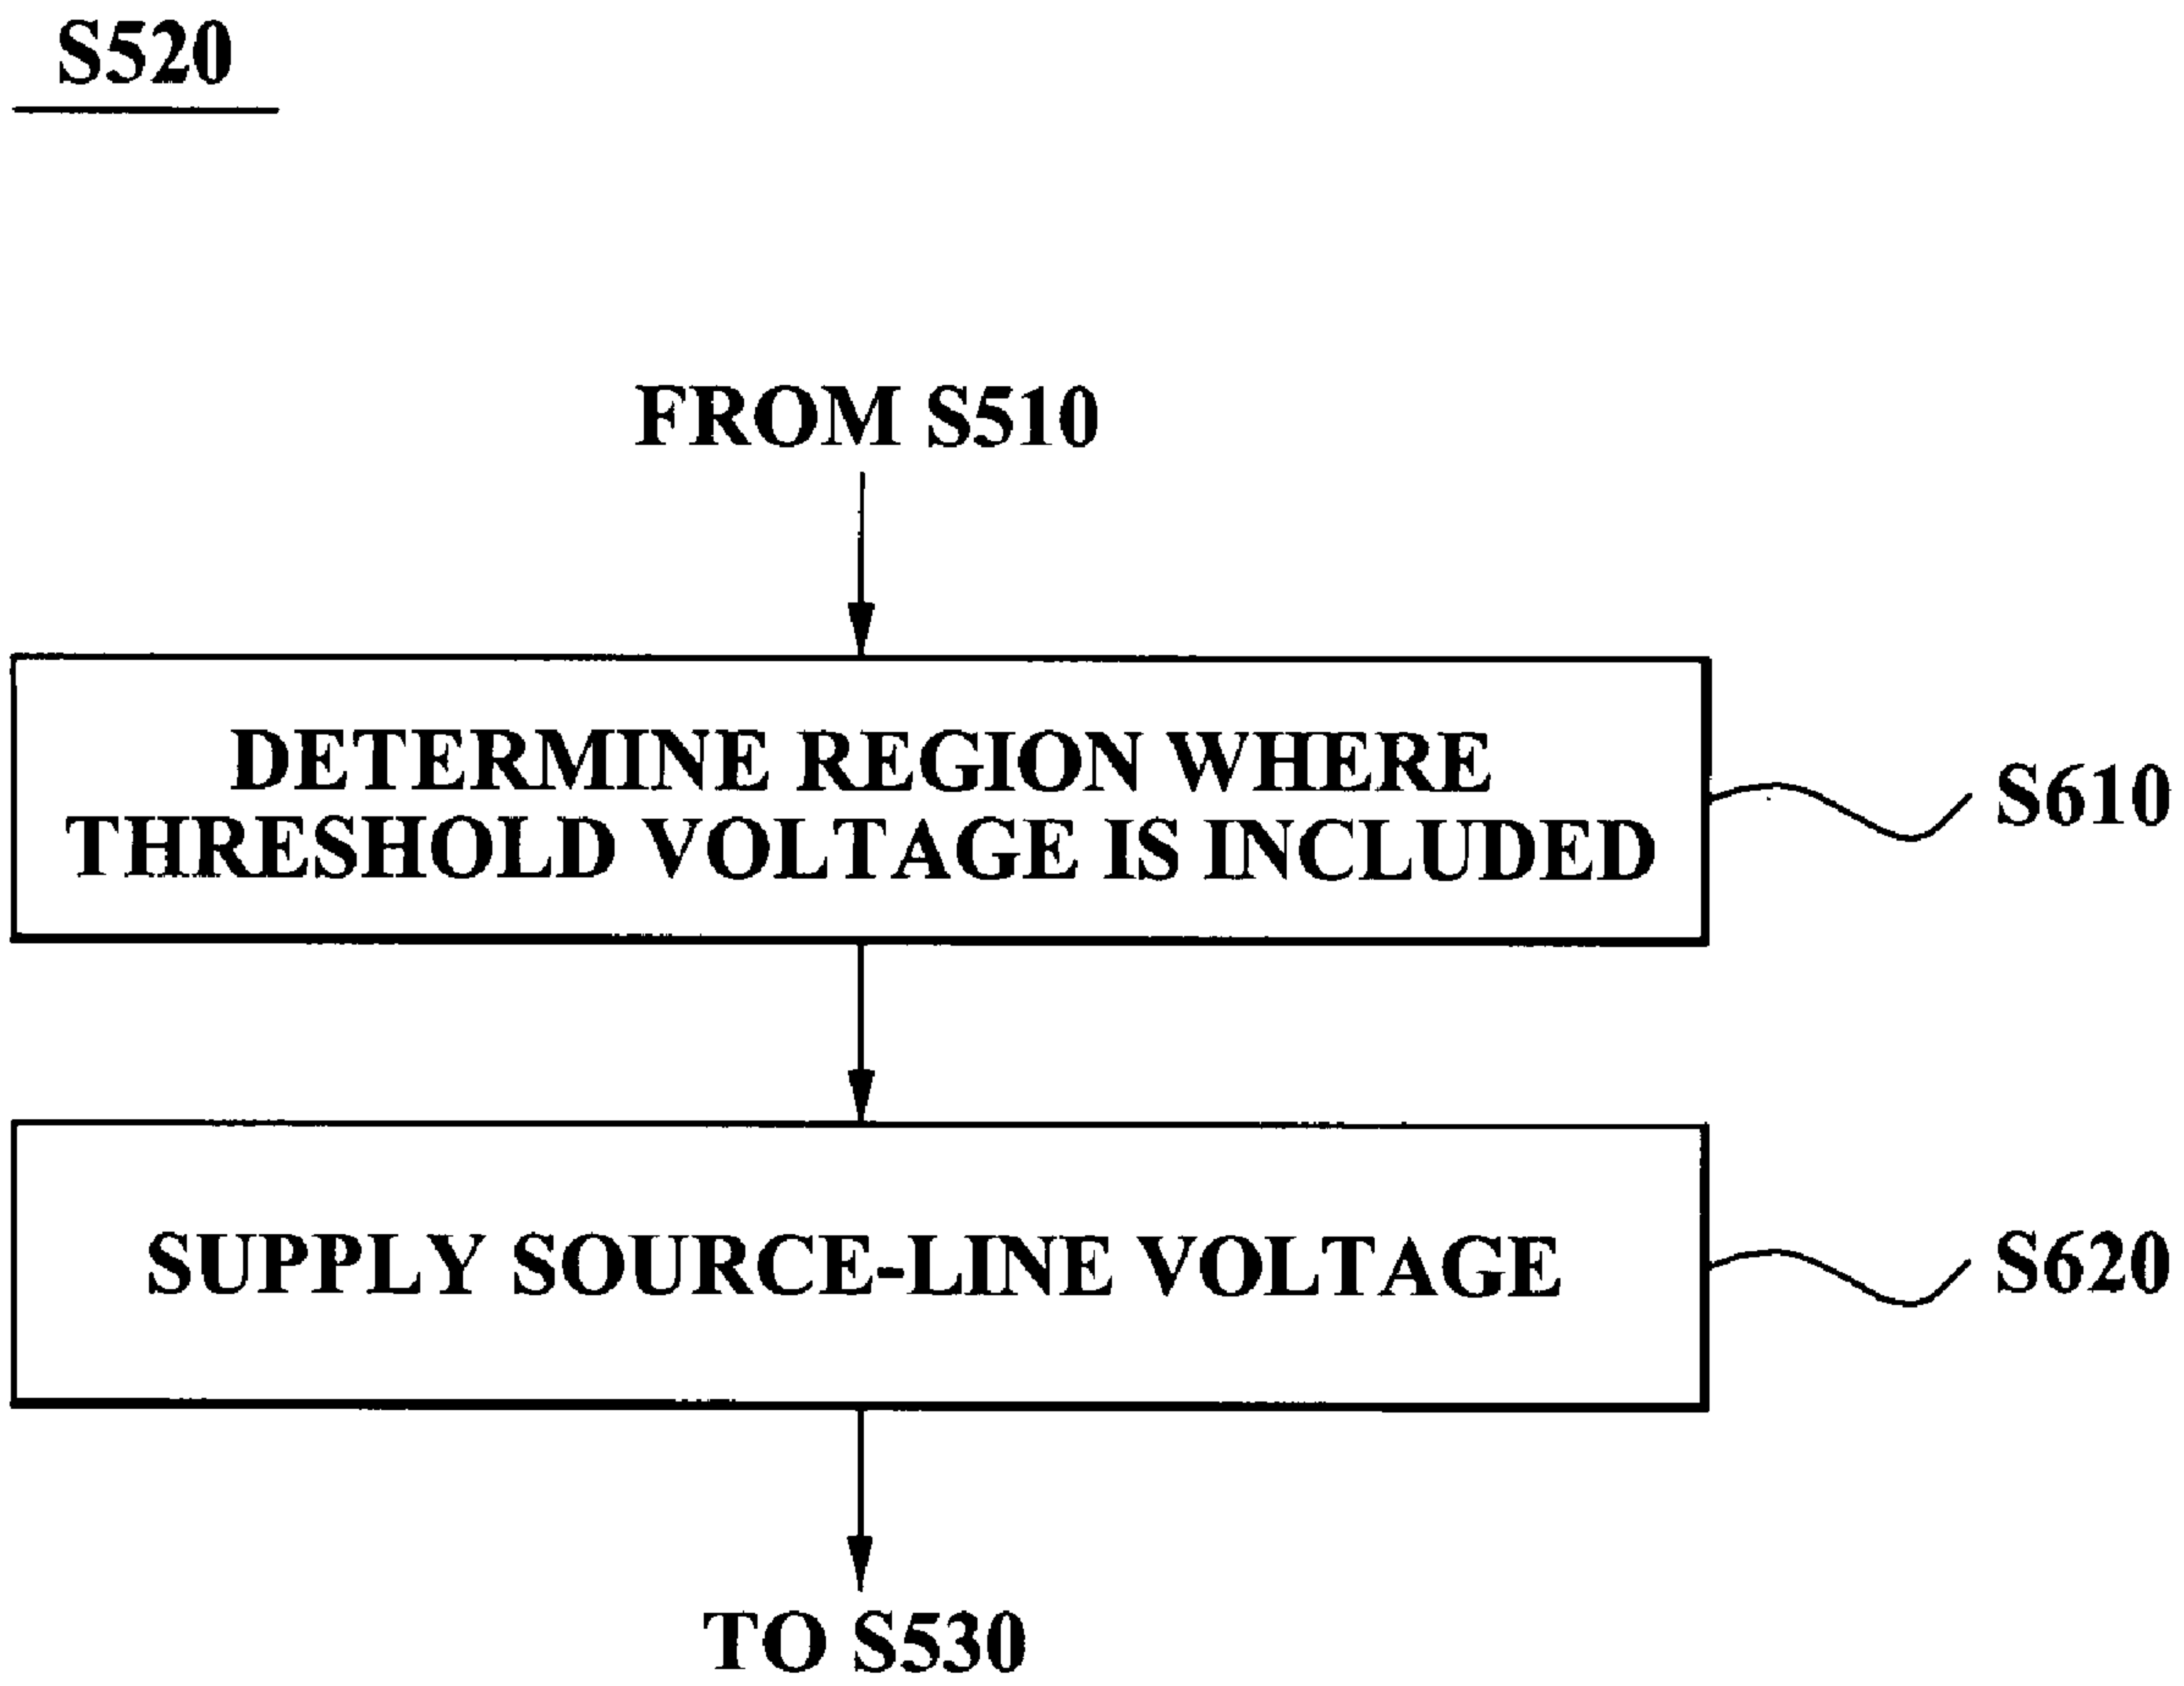 S520
FROM S510
DETERMINE REGION WHERE
THRESHOLD VOLTAGE IS INCLUDED
S610
SUPPLY SOURCE-LINE VOLTAGE
S620
TO S530